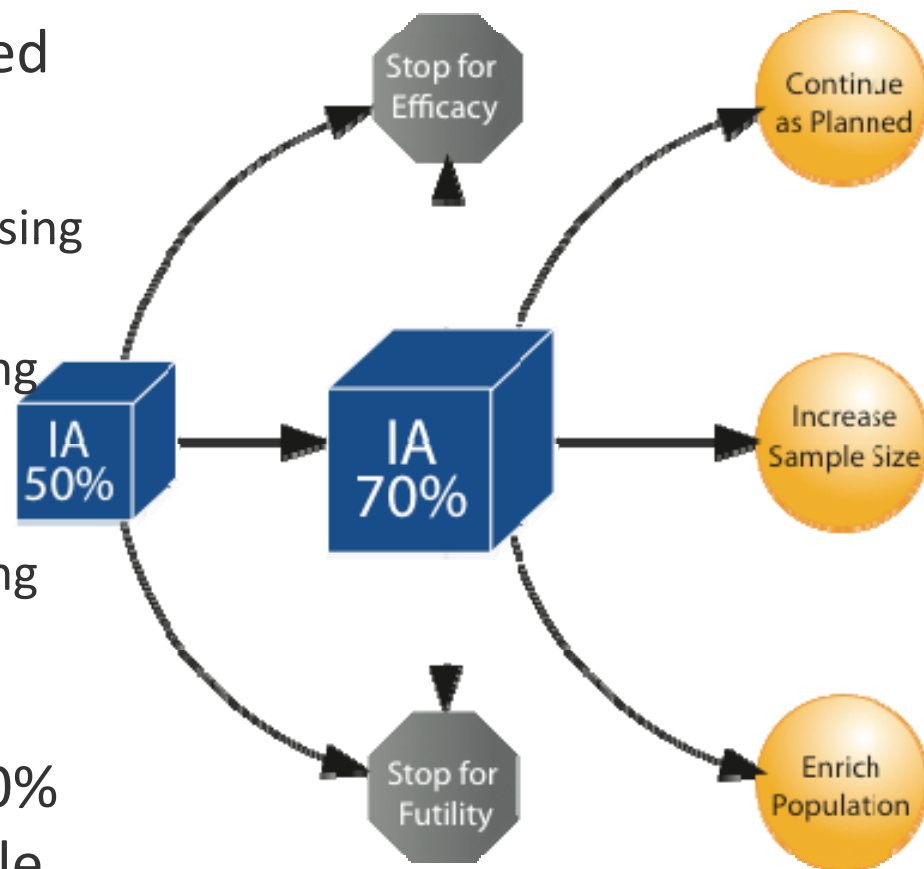 ed
sing
ng
ng
0%
le
Stop for
Efficacy
Continue
as Planned
IA
50%
IA
70%
Increase
Sample Size
Stop for
Futility
Enrich
Population